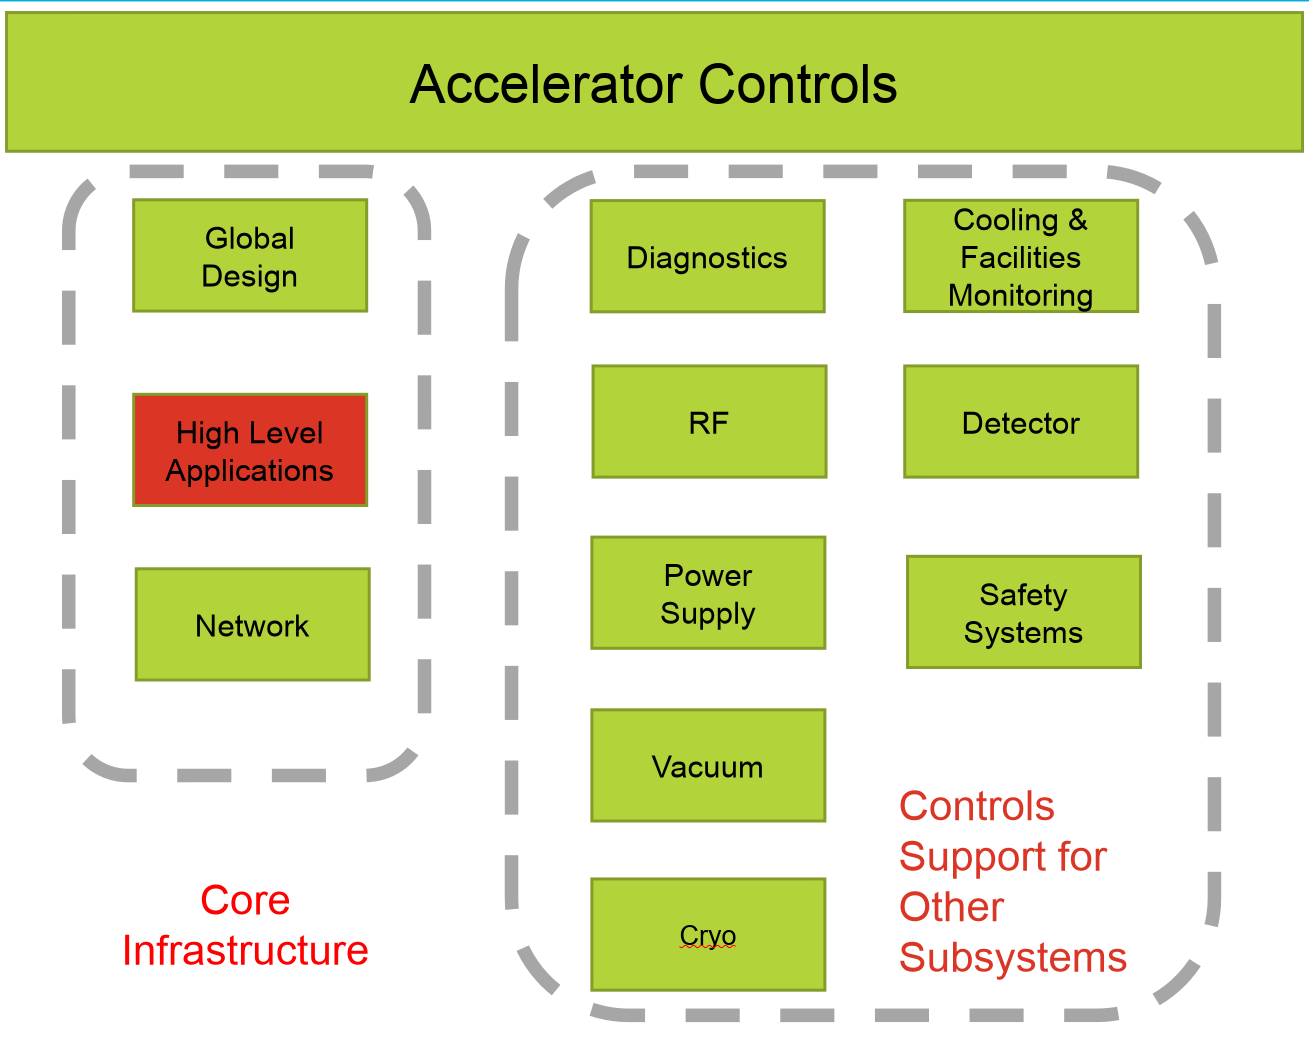 Accelerator Controls
Global
Design
High Level
Applications
Network
Core
Infrastructure
Diagnostics
RF
Power
Supply
Vacuum
Cryo
Cooling &
Facilities
Monitoring
Detector
Safety
Systems
Controls
Support for
Other
Subsystems